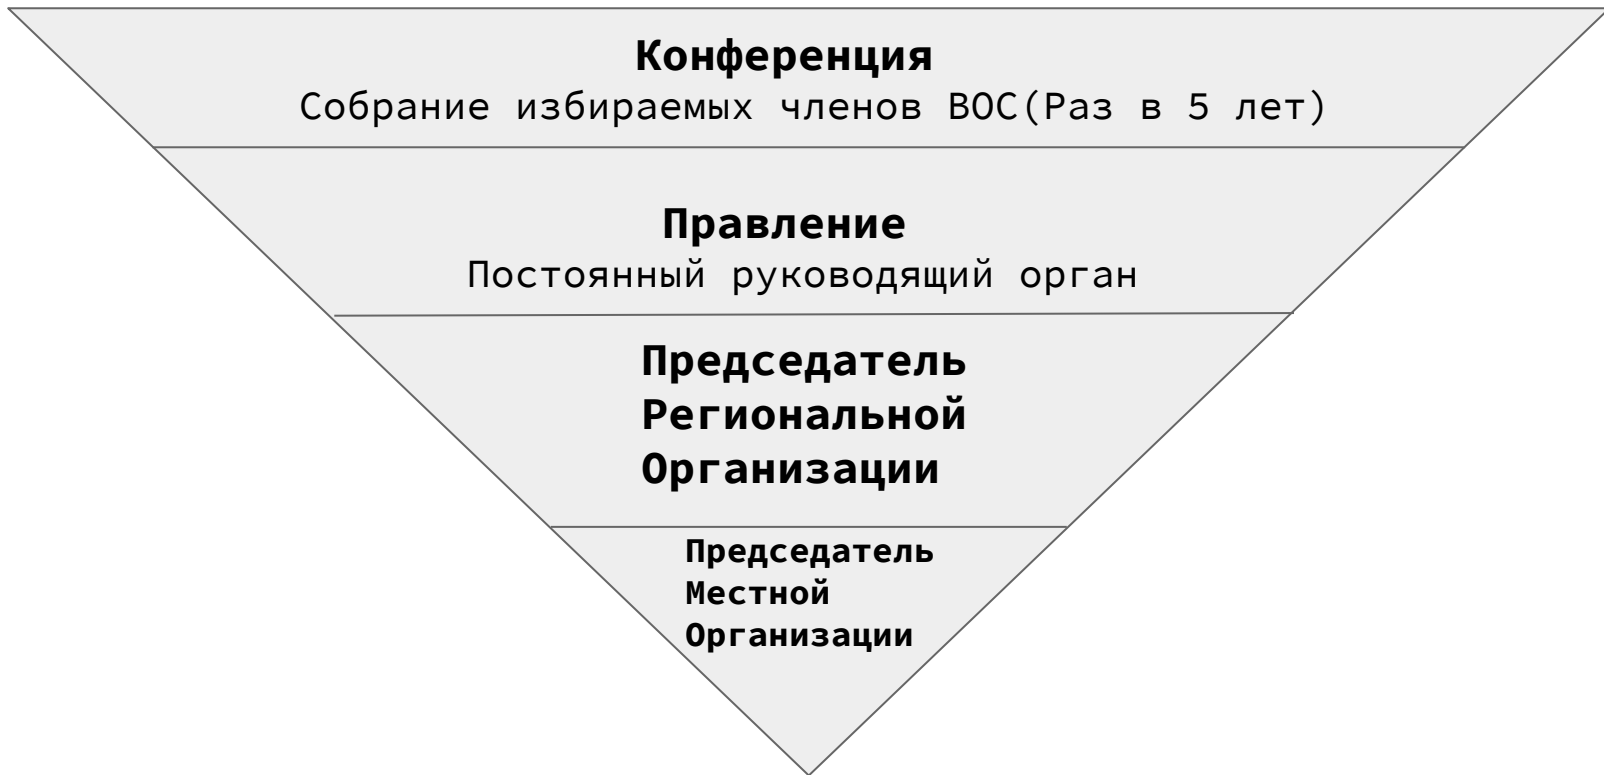 Конференция
Собрание избираемых членов ВОС(Раз в 5 лет)
Правление
Постоянный руководящий орган
Председатель
Региональной
Организации
Председатель
Местной
Организации